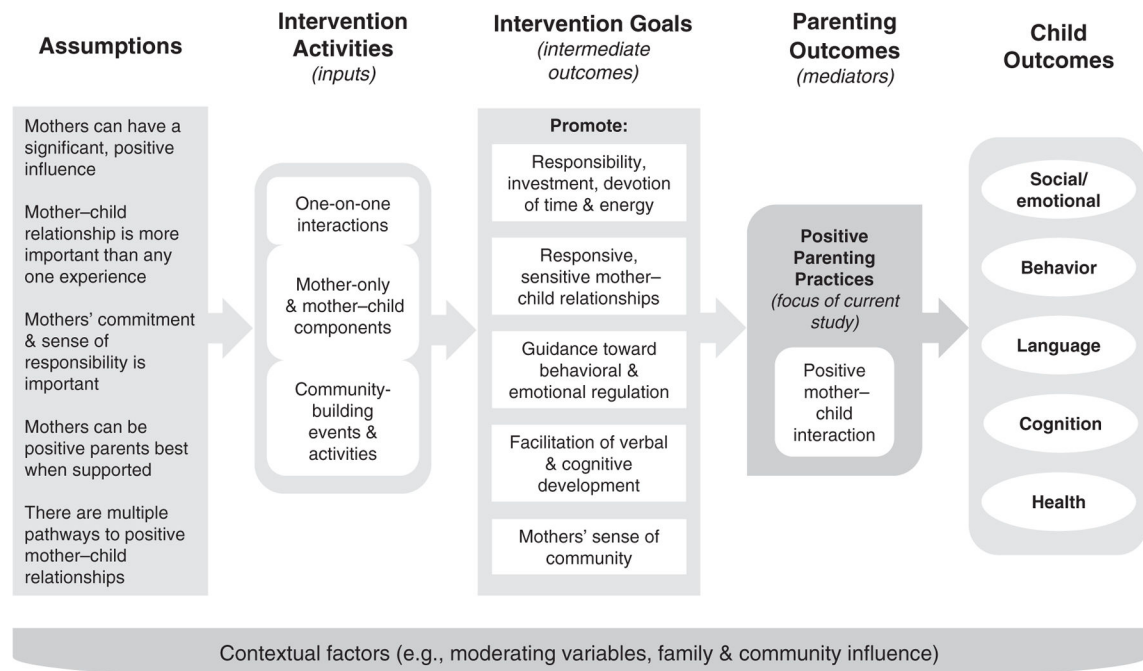 Assumptions
Mothers can have a
significant, positive
influence
Mother–child
relationship is more
important than any
one experience
Mothers’ commitment
& sense of
responsibility is
important
Mothers can be
positive parents best
when supported
There are multiple
pathways to positive
mother–child
relationships
Intervention
Activities
(inputs)
One-on-one
interactions
Mother-only
& mother–child
components
Community-
building
events &
activities
Intervention Goals
(intermediate
outcomes)
Promote:
Responsibility,
investment, devotion
of time & energy
Responsive,
sensitive mother–
child relationships
Guidance toward
behavioral &
emotional regulation
Facilitation of verbal
& cognitive
development
Mothers’ sense of
community
Parenting
Outcomes
(mediators)
Positive
Parenting
Practices
(focus of current
study)
Positive
mother–
child
interaction
Child
Outcomes
Social/
emotional
Behavior
Language
Cognition
Health
Contextual factors (e.g., moderating variables, family & community influence)